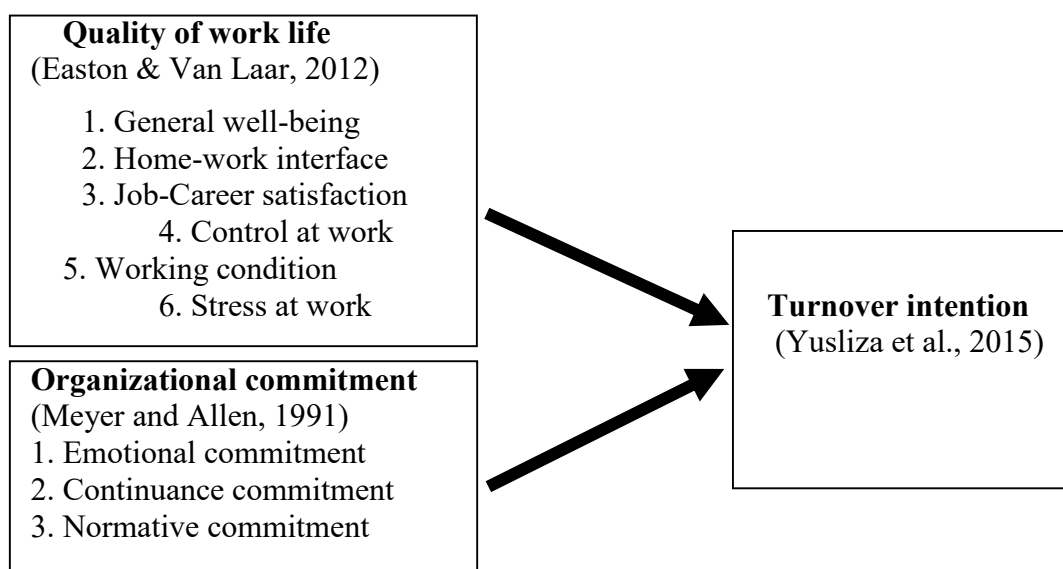 Quality of work life
(Easton & Van Laar, 2012)
1. General well-being
2. Home-work interface
3. Job-Career satisfaction
4. Control at work
5. Working condition
6. Stress at work
Organizational commitment
(Meyer and Allen, 1991)
1. Emotional commitment
2. Continuance commitment
3. Normative commitment
Turnover intention
(Yusliza et al., 2015)